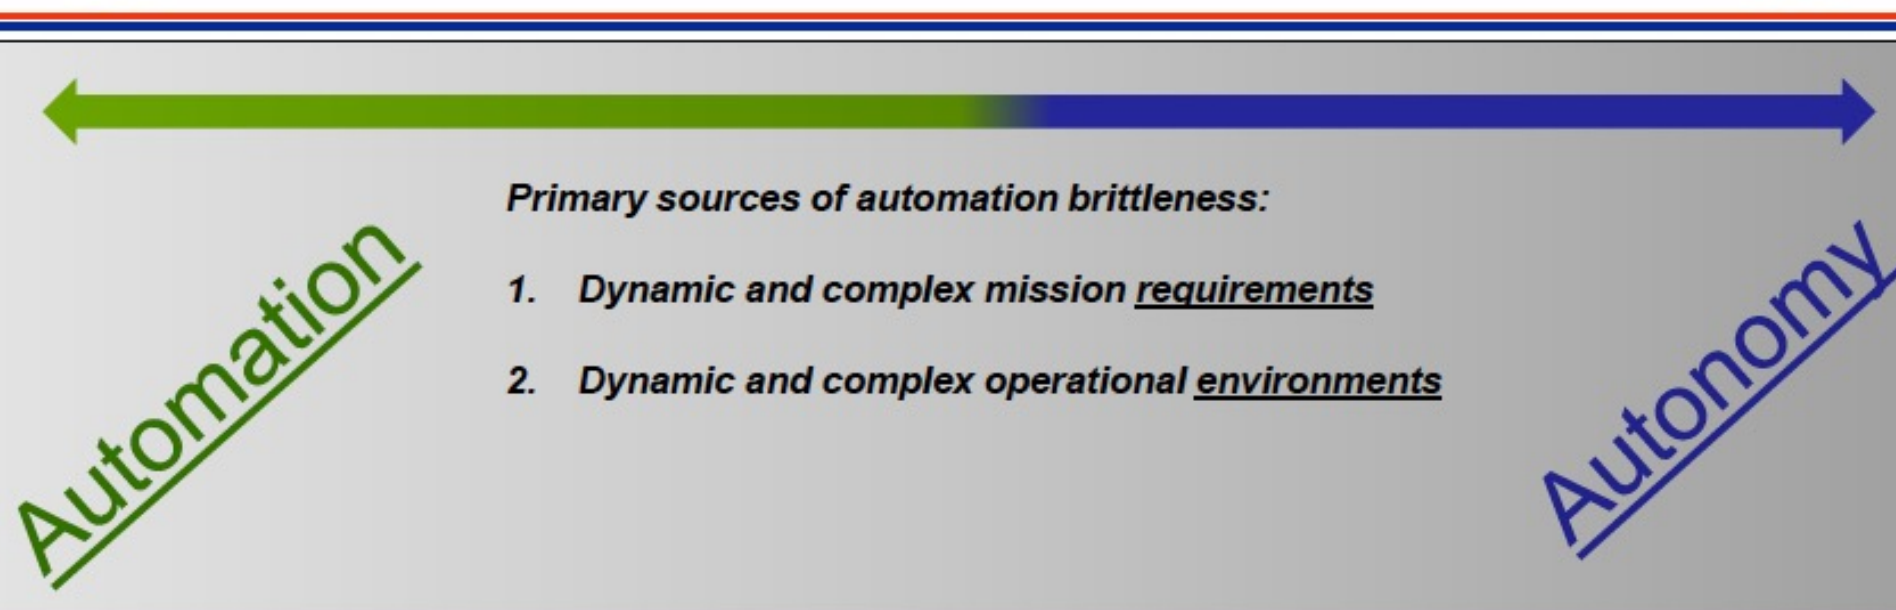 Primary sources of automation brittleness:
1. Dynamic and complex mission requirements
2. Dynamic and complex operational environments
Automation
Autonomy